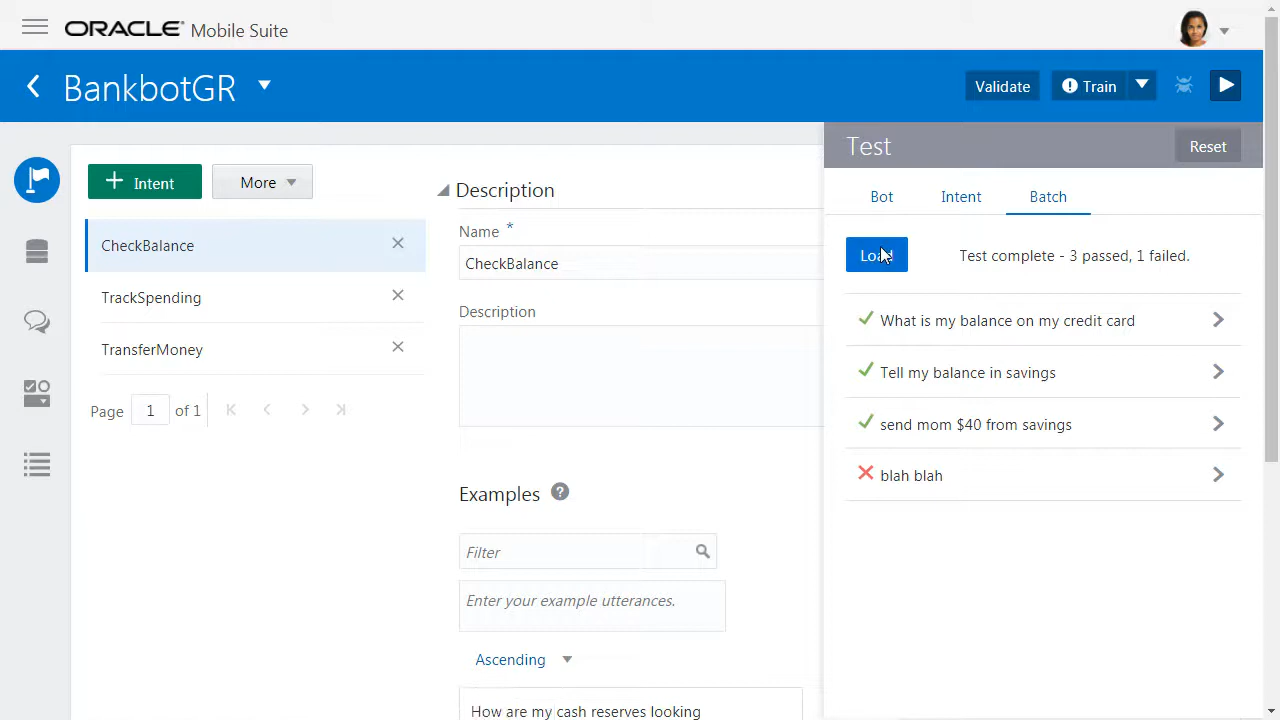 ORACLE Mobile Suite
BankbotGR
Validate
Train
Test
Reset
Intent
More
Bot
Intent
Batch
CheckBalance
TrackSpending
TransferMoney
Page 1 of 1
Description
Name *
CheckBalance
Description
Examples
Filter
Enter your example utterances.
Ascending
How are my cash reserves looking
Load
Test complete - 3 passed, 1 failed.
What is my balance on my credit card
Tell my balance in savings
send mom $40 from savings
blah blah